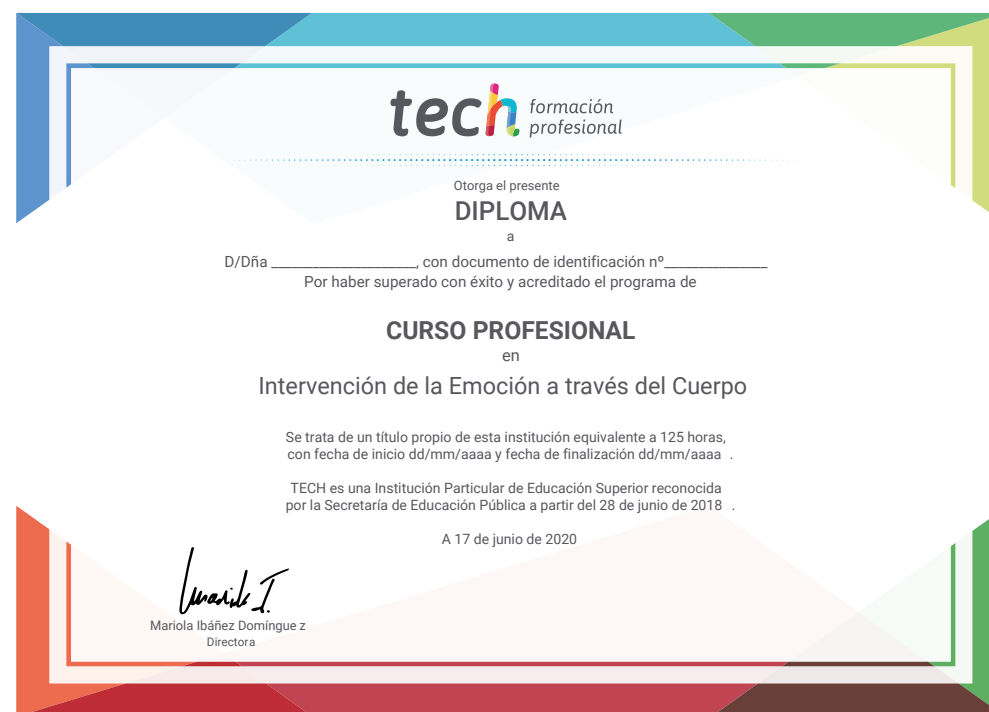 tech formación
profesional
Otorga el presente
DIPLOMA
a
D/Dña _____________________, con documento de identificación nº_______________
Por haber superado con éxito y acreditado el programa de
CURSO PROFESIONAL
en
Intervención de la Emoción a través del Cuerpo
Se trata de un título propio de esta institución equivalente a 125 horas,
con fecha de inicio dd/mm/aaaa y fecha de finalización dd/mm/aaaa .
TECH es una Institución Particular de Educación Superior reconocida
por la Secretaría de Educación Pública a partir del 28 de junio de 2018 .
A 17 de junio de 2020
Mariola I.
Mariola Ibáñez Domíngue z
Directora